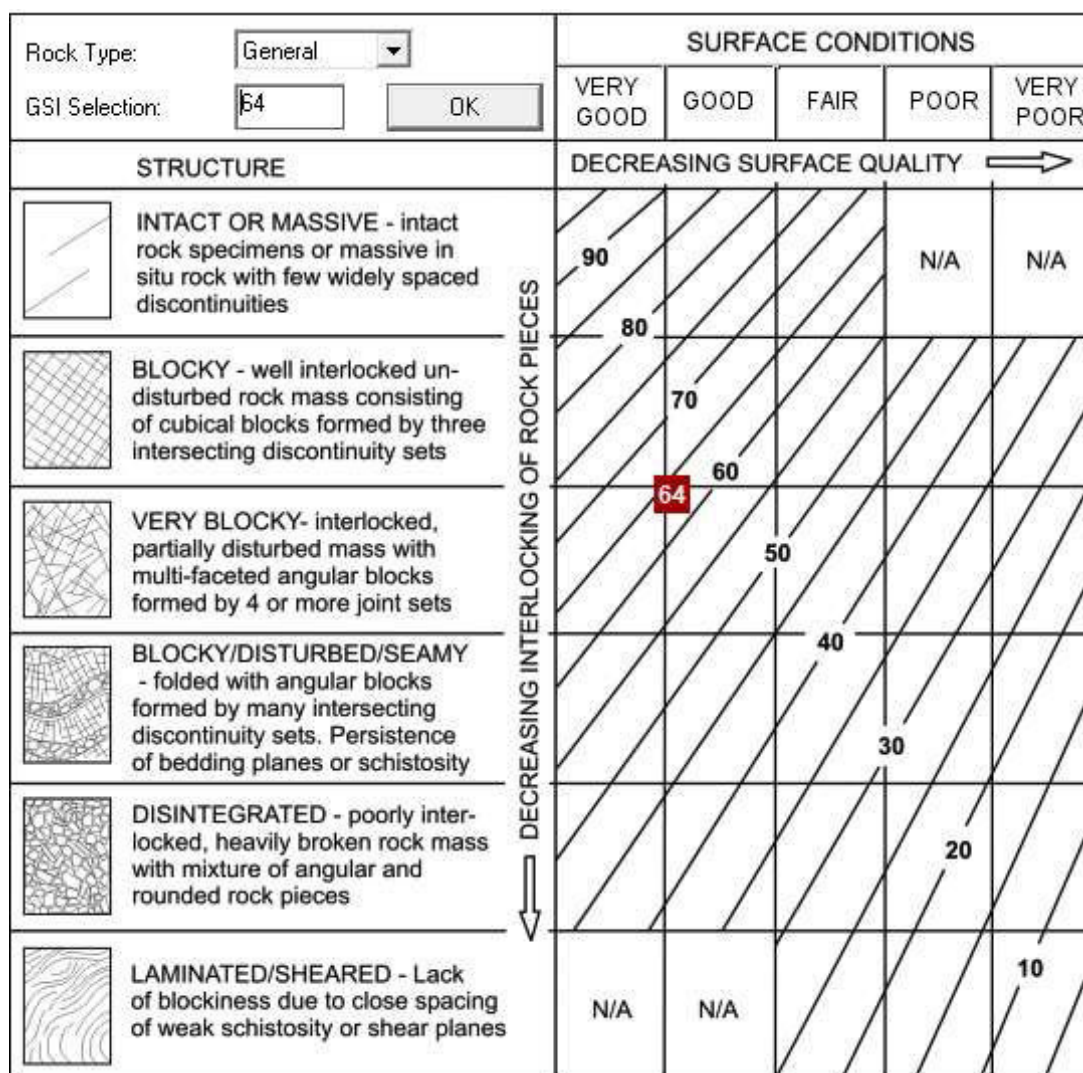 Rock Type:
General
GSI Selection:
64
OK
SURFACE CONDITIONS
VERY GOOD
GOOD
FAIR
POOR
VERY POOR
STRUCTURE
DECREASING SURFACE QUALITY
DECREASING INTERLOCKING OF ROCK PIECES
INTACT OR MASSIVE - intact
rock specimens or massive in
situ rock with few widely spaced
discontinuities
90
80
N/A
N/A
BLOCKY - well interlocked un-
disturbed rock mass consisting
of cubical blocks formed by three
intersecting discontinuity sets
70
60
64
VERY BLOCKY- interlocked,
partially disturbed mass with
multi-faceted angular blocks
formed by 4 or more joint sets
50
BLOCKY/DISTURBED/SEAMY
- folded with angular blocks
formed by many intersecting
discontinuity sets. Persistence
of bedding planes or schistosity
40
30
DISINTEGRATED - poorly inter-
locked, heavily broken rock mass
with mixture of angular and
rounded rock pieces
20
LAMINATED/SHEARED - Lack
of blockiness due to close spacing
of weak schistosity or shear planes
N/A
N/A
10